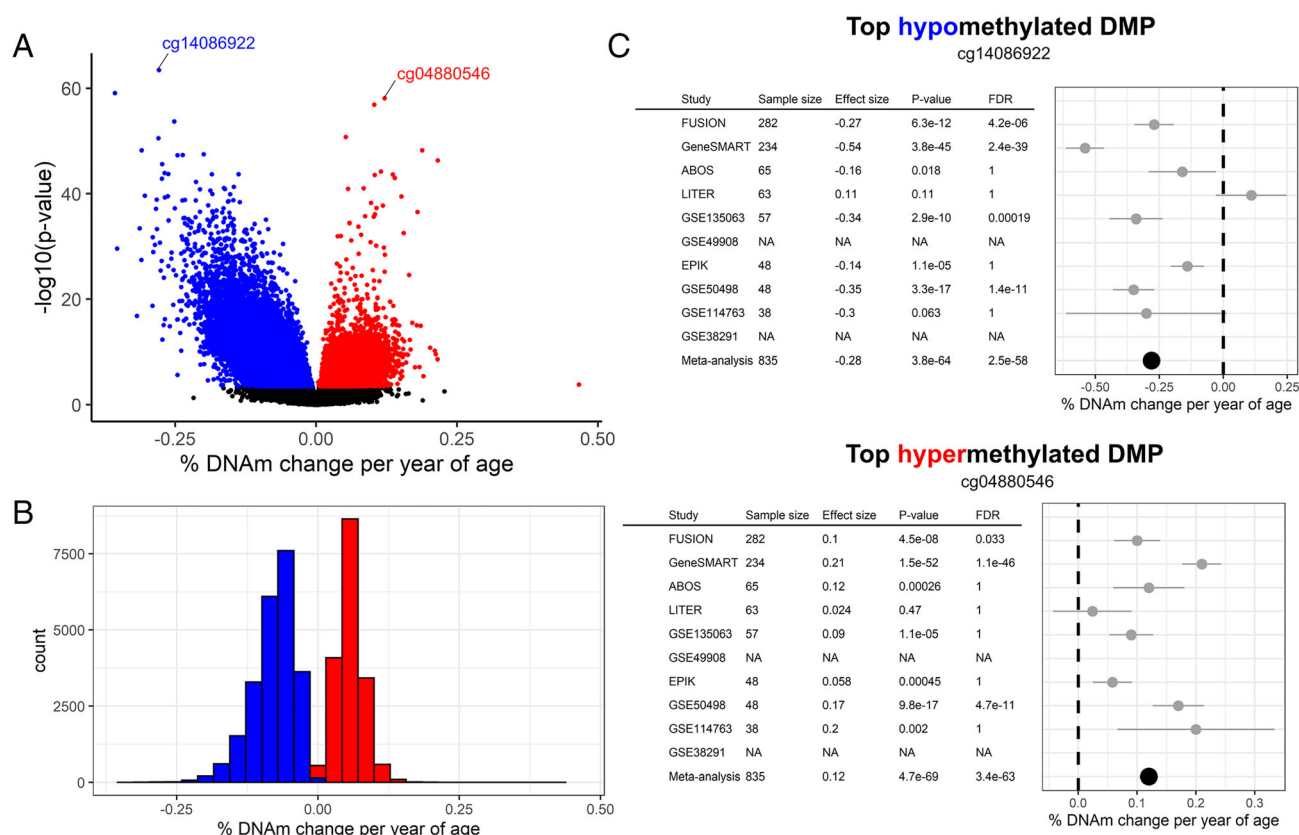 A
cg14086922
cg04880546
60
40
20
0
-log10(p-value)
-0.25 0.00 0.25 0.50
% DNAm change per year of age
B
7500
5000
2500
0
count
-0.25 0.00 0.25 0.50
% DNAm change per year of age
C
Top hypomethylated DMP
cg14086922
Study Sample size Effect size P-value FDR
FUSION 282 -0.27 6.3e-12 4.2e-06
GeneSMART 234 -0.54 3.8e-45 2.4e-39
ABOS 65 -0.16 0.018 1
LITER 63 0.11 0.11 1
GSE135063 57 -0.34 2.9e-10 0.00019
GSE49908 NA NA NA NA
EPIK 48 -0.14 1.1e-05 1
GSE50498 48 -0.35 3.3e-17 1.4e-11
GSE114763 38 -0.3 0.063 1
GSE38291 NA NA NA NA
Meta-analysis 835 -0.28 3.8e-64 2.5e-58
-0.50 -0.25 0.00 0.25
% DNAm change per year of age
Top hypermethylated DMP
cg04880546
Study Sample size Effect size P-value FDR
FUSION 282 0.1 4.5e-08 0.033
GeneSMART 234 0.21 1.5e-52 1.1e-46
ABOS 65 0.12 0.00026 1
LITER 63 0.024 0.47 1
GSE135063 57 0.09 1.1e-05 1
GSE49908 NA NA NA NA
EPIK 48 0.058 0.00045 1
GSE50498 48 0.17 9.8e-17 4.7e-11
GSE114763 38 0.2 0.002 1
GSE38291 NA NA NA NA
Meta-analysis 835 0.12 4.7e-69 3.4e-63
0.0 0.1 0.2 0.3
% DNAm change per year of age